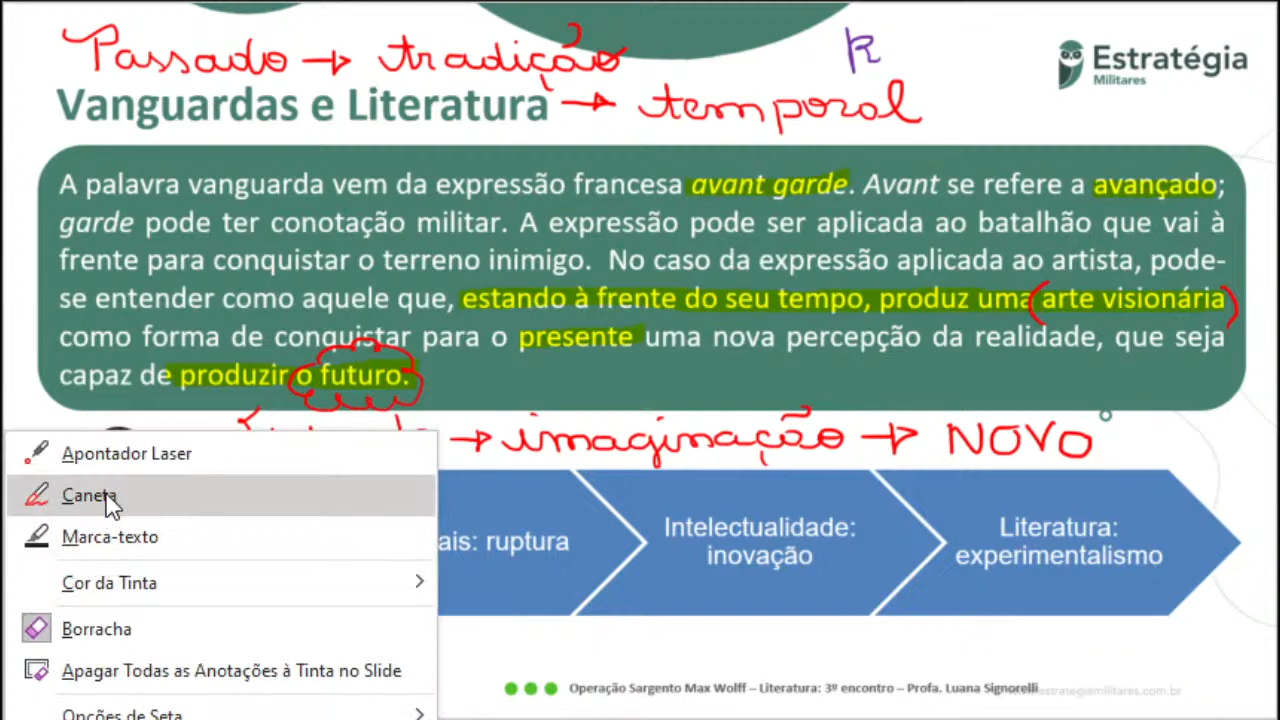 Passado → tradição
R
Estratégia
Militares
Vanguardas e Literatura → temporal
A palavra vanguarda vem da expressão francesa avant garde. Avant se refere a avançado;
garde pode ter conotação militar. A expressão pode ser aplicada ao batalhão que vai à
frente para conquistar o terreno inimigo. No caso da expressão aplicada ao artista, pode-
se entender como aquele que, estando à frente do seu tempo, produz uma (arte visionária)
como forma de conquistar para o presente uma nova percepção da realidade, que seja
capaz de produzir o futuro.
→ imaginação → NOVO
Apontador Laser
Caneta
Marca-texto
Cor da Tinta
Borracha
Apagar Todas as Anotações à Tinta no Slide
Opções de Seta
ais: ruptura
Intelectualidade:
inovação
Literatura:
experimentalismo
Operação Sargento Max Wolff – Literatura: 3º encontro – Profa. Luana Signorelli
estrategiamilitares.com.br